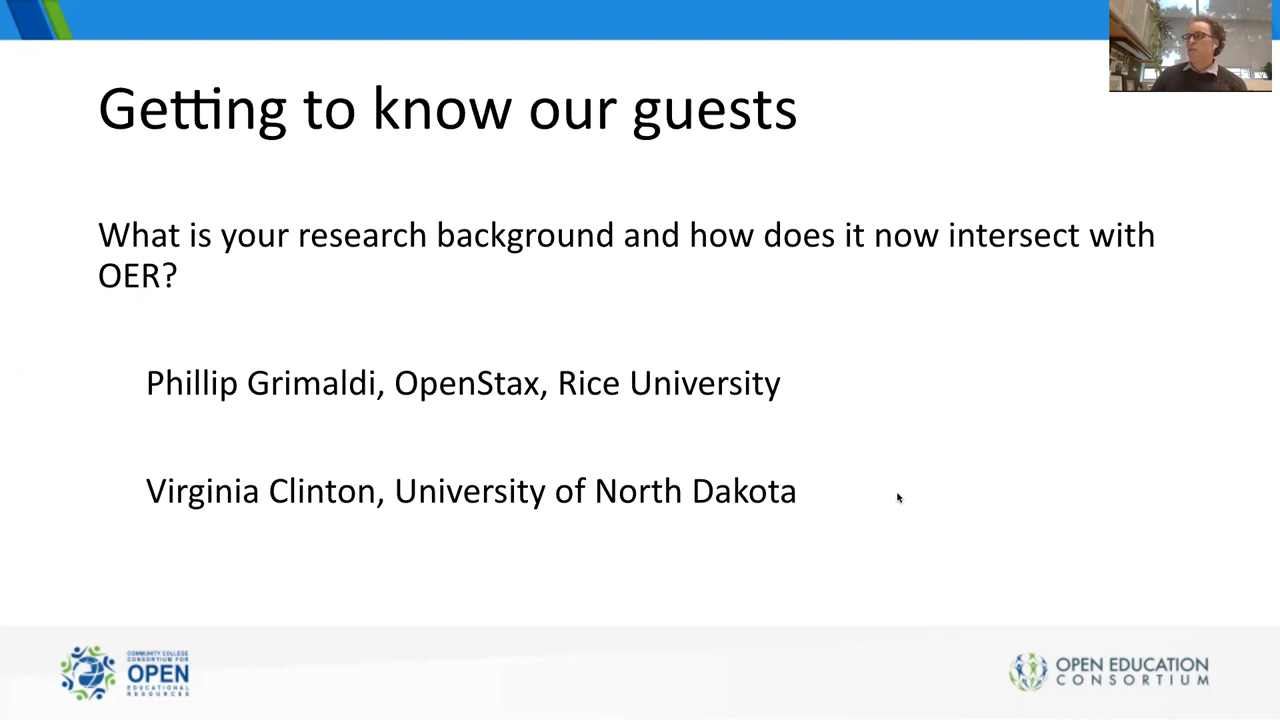 Getting to know our guests
What is your research background and how does it now intersect with
OER?
Phillip Grimaldi, OpenStax, Rice University
Virginia Clinton, University of North Dakota
COMMUNITY COLLEGE
CONSORTIUM FOR
OPEN
EDUCATIONAL
RESOURCES
OPEN EDUCATION
CONSORTIUM